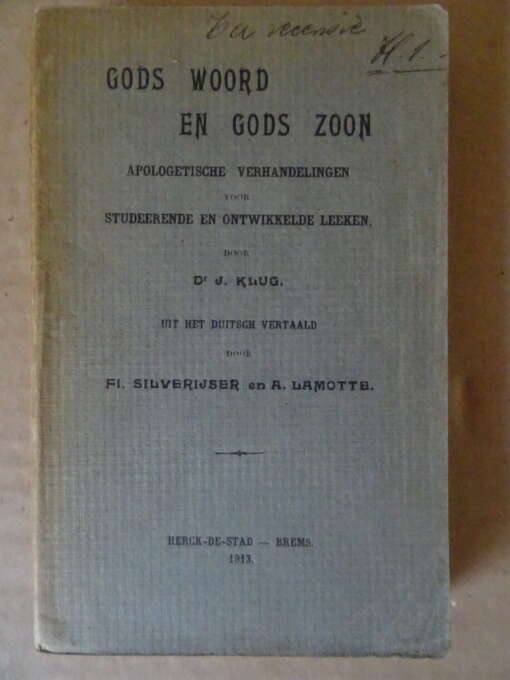 Ter recensie
H. 1.-
GODS WOORD
EN GODS ZOON
APOLOGETISCHE VERHANDELINGEN
VOOR
STUDEERENDE EN ONTWIKKELDE LEEKEN,
DOOR
Dr J. KLUG.
UIT HET DUITSCH VERTAALD
DOOR
Fl. SILVERIJSER en A. LAMOTTE.
HERCK-DE-STAD — BREMS.
1913.